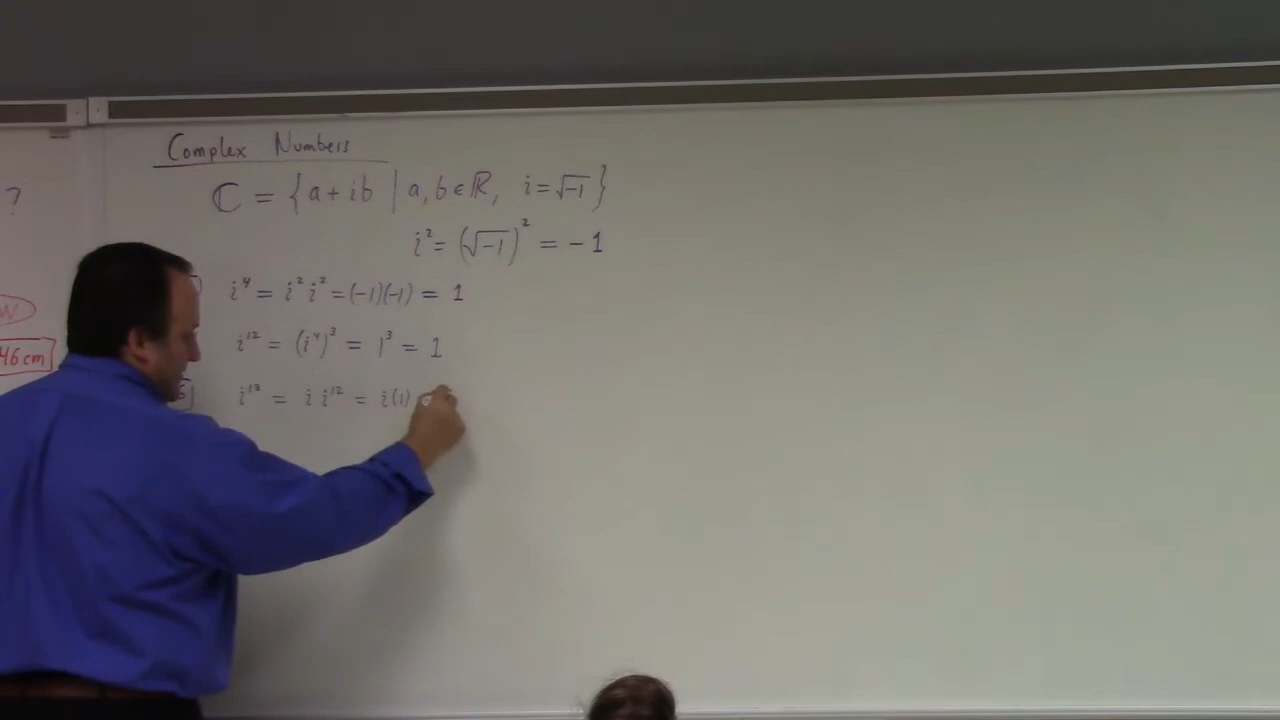 Complex Numbers
ℂ = { a + ib | a, b ∈ ℝ, i = √-1 }
?
i² = (√-1)² = -1
i⁴ = i² i² = (-1)(-1) = 1
i¹² = (i⁴)³ = 1³ = 1
46cm
i¹³ = i i¹² = i(1)